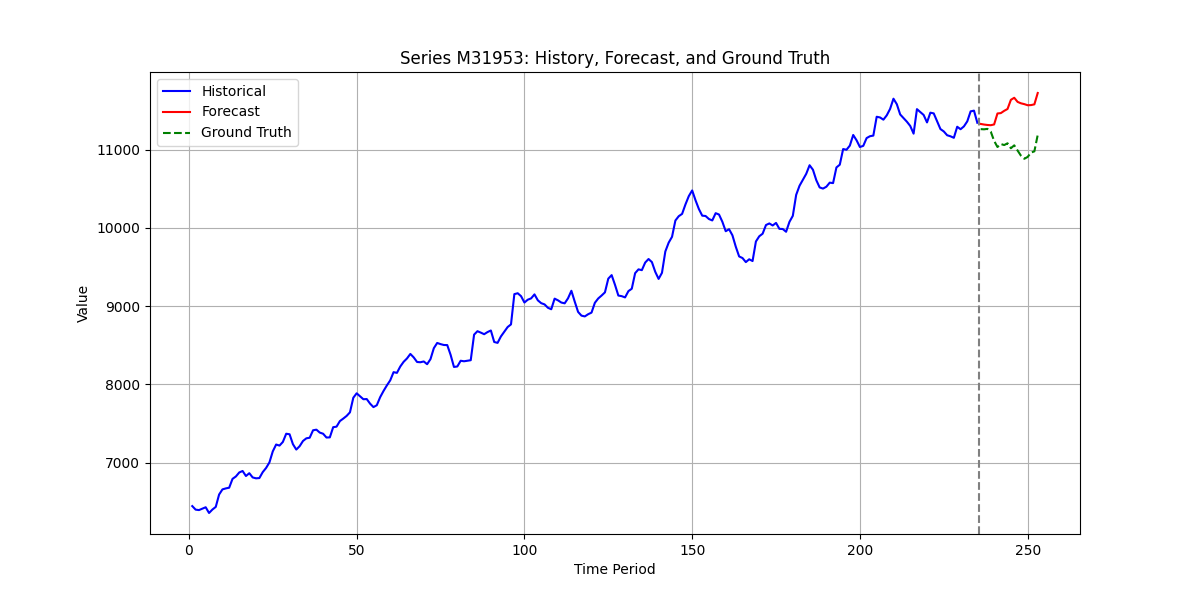 Series M31953: History, Forecast, and Ground Truth
Historical
Forecast
Ground Truth
Value
11000
10000
9000
8000
7000
0
50
100
150
200
250
Time Period